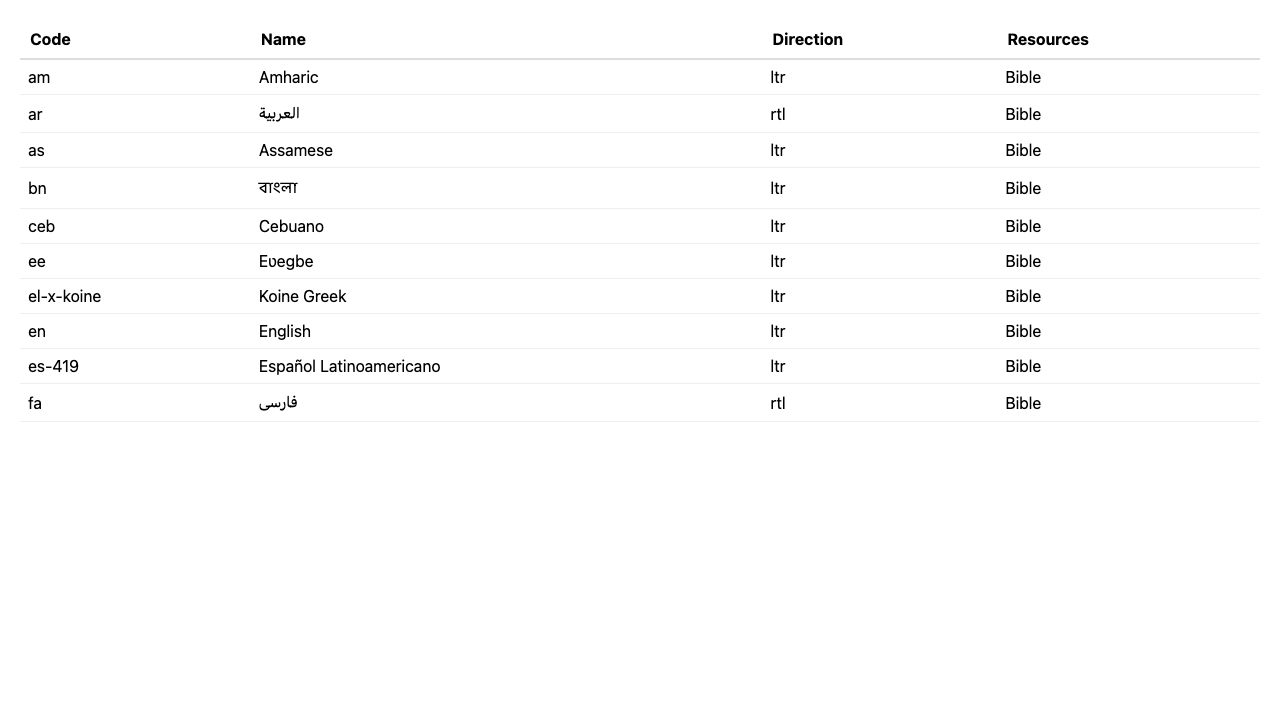 Code Name Direction Resources
am Amharic ltr Bible
ar العربية rtl Bible
as Assamese ltr Bible
bn বাংলা ltr Bible
ceb Cebuano ltr Bible
ee Eʋegbe ltr Bible
el-x-koine Koine Greek ltr Bible
en English ltr Bible
es-419 Español Latinoamericano ltr Bible
fa فارسی rtl Bible